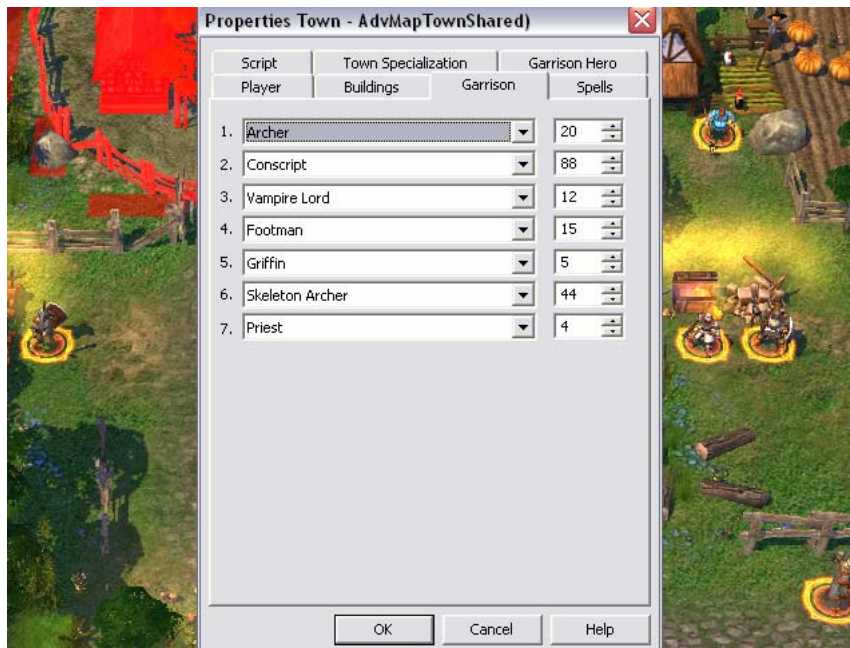 Properties Town - AdvMapTownShared)
Script Town Specialization Garrison Hero
Player Buildings Garrison Spells
1. Archer 20
2. Conscript 88
3. Vampire Lord 12
4. Footman 15
5. Griffin 5
6. Skeleton Archer 44
7. Priest 4
OK Cancel Help